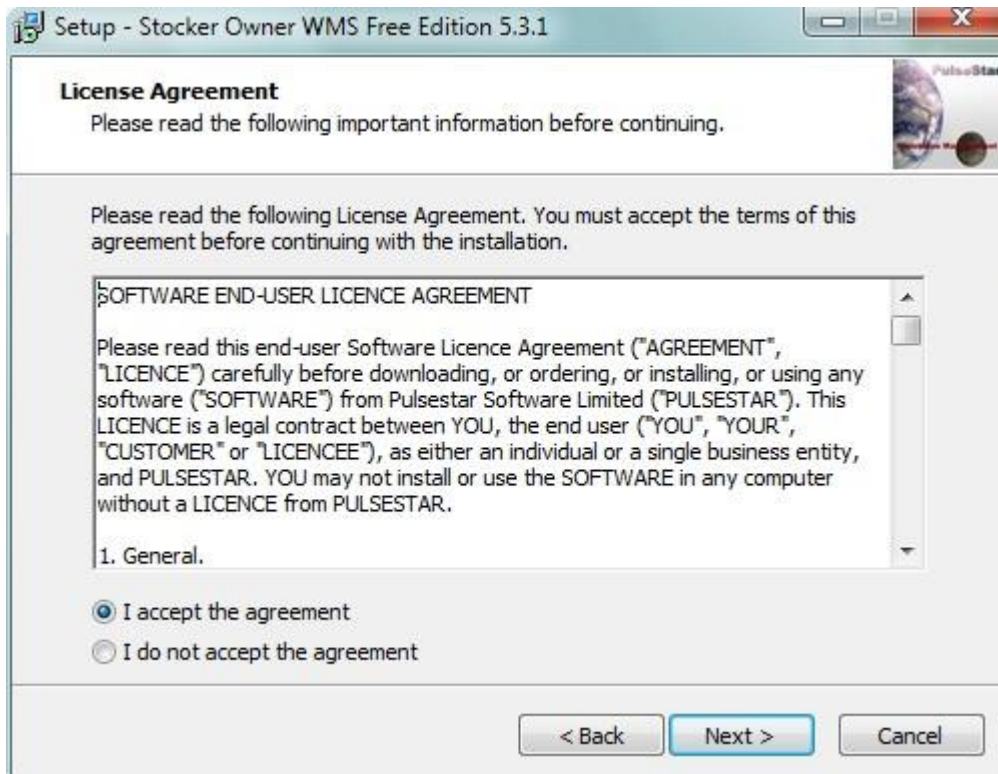 Setup - Stocker Owner WMS Free Edition 5.3.1
X
PulseStar
License Agreement
Please read the following important information before continuing.
Please read the following License Agreement. You must accept the terms of this
agreement before continuing with the installation.
SOFTWARE END-USER LICENCE AGREEMENT
Please read this end-user Software Licence Agreement ("AGREEMENT",
"LICENCE") carefully before downloading, or ordering, or installing, or using any
software ("SOFTWARE") from Pulsestar Software Limited ("PULSESTAR"). This
LICENCE is a legal contract between YOU, the end user ("YOU", "YOUR",
"CUSTOMER" or "LICENCEE"), as either an individual or a single business entity,
and PULSESTAR. YOU may not install or use the SOFTWARE in any computer
without a LICENCE from PULSESTAR.
1. General.
I accept the agreement
I do not accept the agreement
< Back
Next >
Cancel